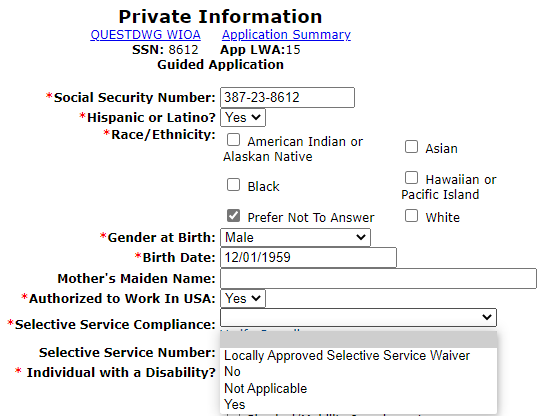 Private Information
QUESTDWG WIOA Application Summary
SSN: 8612 App LWA:15
Guided Application
*Social Security Number: 387-23-8612
*Hispanic or Latino? Yes
*Race/Ethnicity:
American Indian or Alaskan Native
Asian
Black
Hawaiian or Pacific Island
Prefer Not To Answer
White
*Gender at Birth: Male
*Birth Date: 12/01/1959
Mother's Maiden Name:
*Authorized to Work In USA: Yes
*Selective Service Compliance:
Selective Service Number:
Locally Approved Selective Service Waiver
* Individual with a Disability? No
Not Applicable
Yes